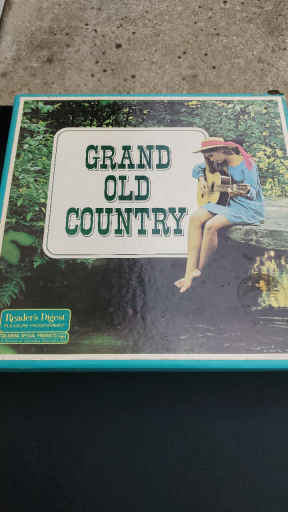 GRAND
OLD
COUNTRY
Reader's Digest